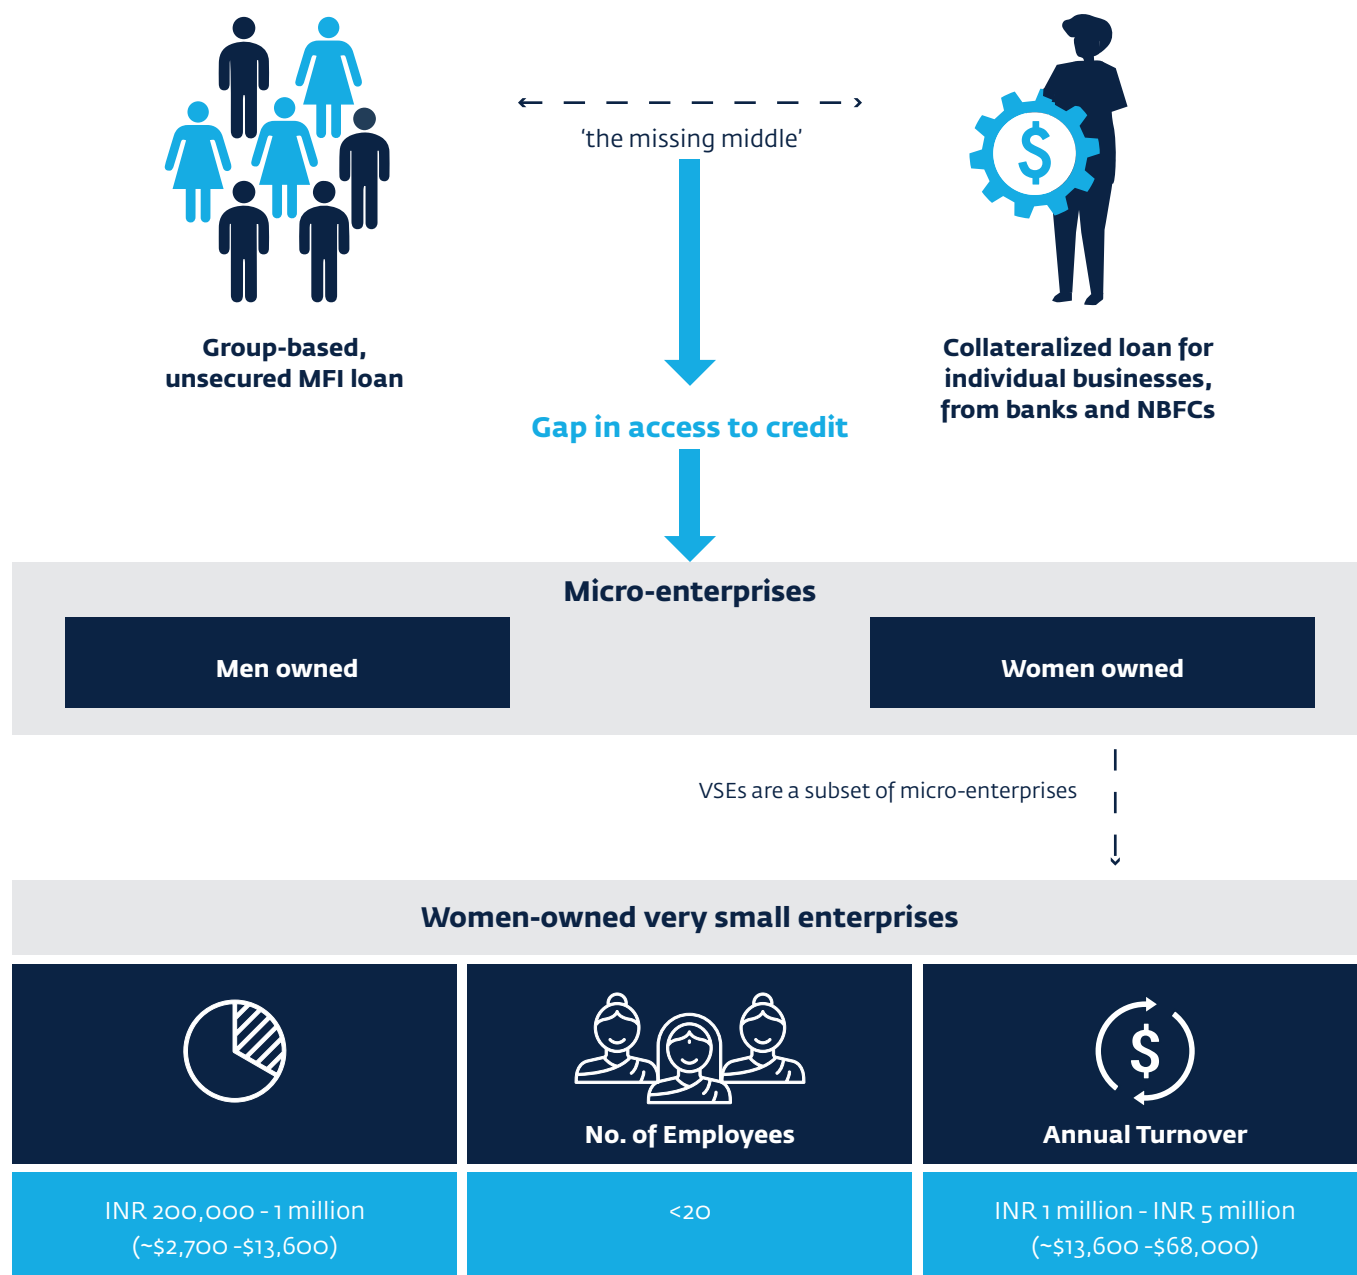 'the missing middle'
Group-based,
unsecured MFI loan
Collateralized loan for
individual businesses,
from banks and NBFCs
Gap in access to credit
Micro-enterprises
Men owned
Women owned
VSEs are a subset of micro-enterprises
Women-owned very small enterprises
No. of Employees
Annual Turnover
INR 200,000 - 1 million
(~$2,700 -$13,600)
<20
INR 1 million - INR 5 million
(~$13,600 -$68,000)